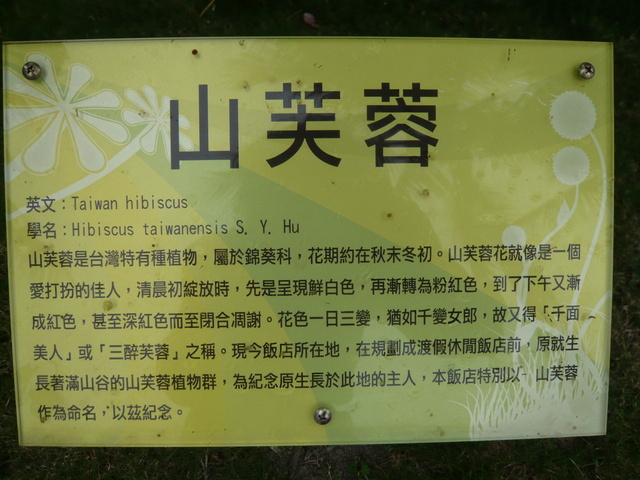 山芙蓉
英文：Taiwan hibiscus
學名：Hibiscus taiwanensis S. Y. Hu
山芙蓉是台灣特有種植物，屬於錦葵科，花期約在秋末冬初。山芙蓉花就像是一個
愛打扮的佳人，清晨初綻放時，先是呈現鮮白色，再漸轉為粉紅色，到了下午又漸
成紅色，甚至深紅色而至閉合凋謝。花色一日三變，猶如千變女郎，故又得「千面
美人」或「三醉芙蓉」之稱。現今飯店所在地，在規劃成渡假休閒飯店前，原就生
長著滿山谷的山芙蓉植物群，為紀念原生長於此地的主人，本飯店特別以 山芙蓉
作為命名，以茲紀念。